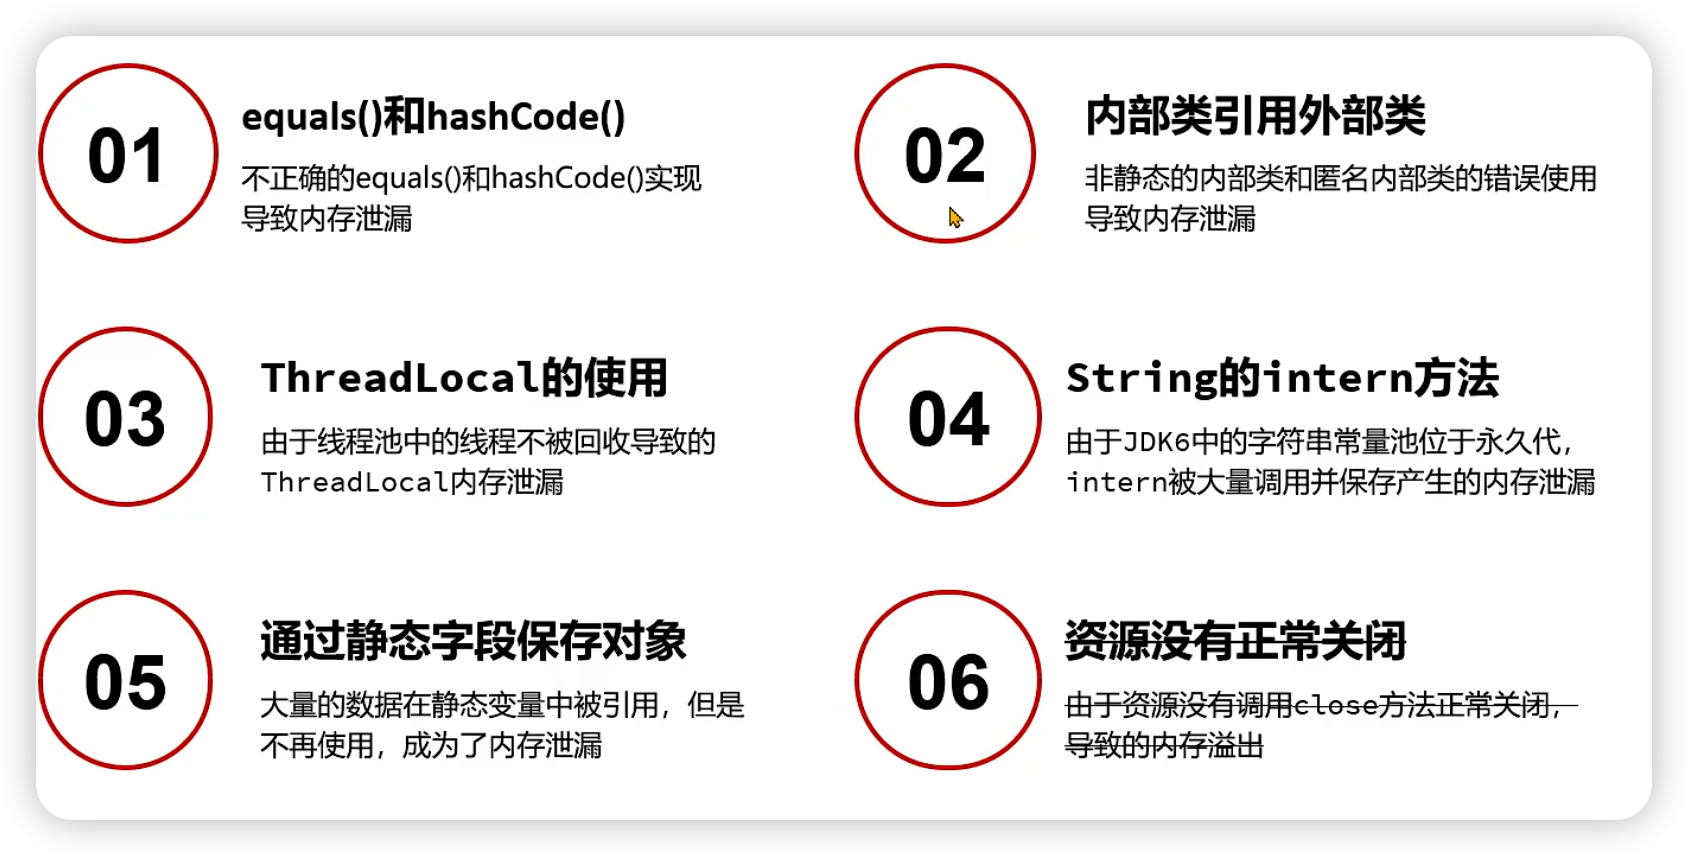 01
equals()和hashCode()
不正确的equals()和hashCode()实现
导致内存泄漏
02
内部类引用外部类
非静态的内部类和匿名内部类的错误使用
导致内存泄漏
03
ThreadLocal的使用
由于线程池中的线程不被回收导致的
ThreadLocal内存泄漏
04
String的intern方法
由于JDK6中的字符串常量池位于永久代，
intern被大量调用并保存产生的内存泄漏
05
通过静态字段保存对象
大量的数据在静态变量中被引用，但是
不再使用，成为了内存泄漏
06
资源没有正常关闭
由于资源没有调用close方法正常关闭，
导致的内存溢出